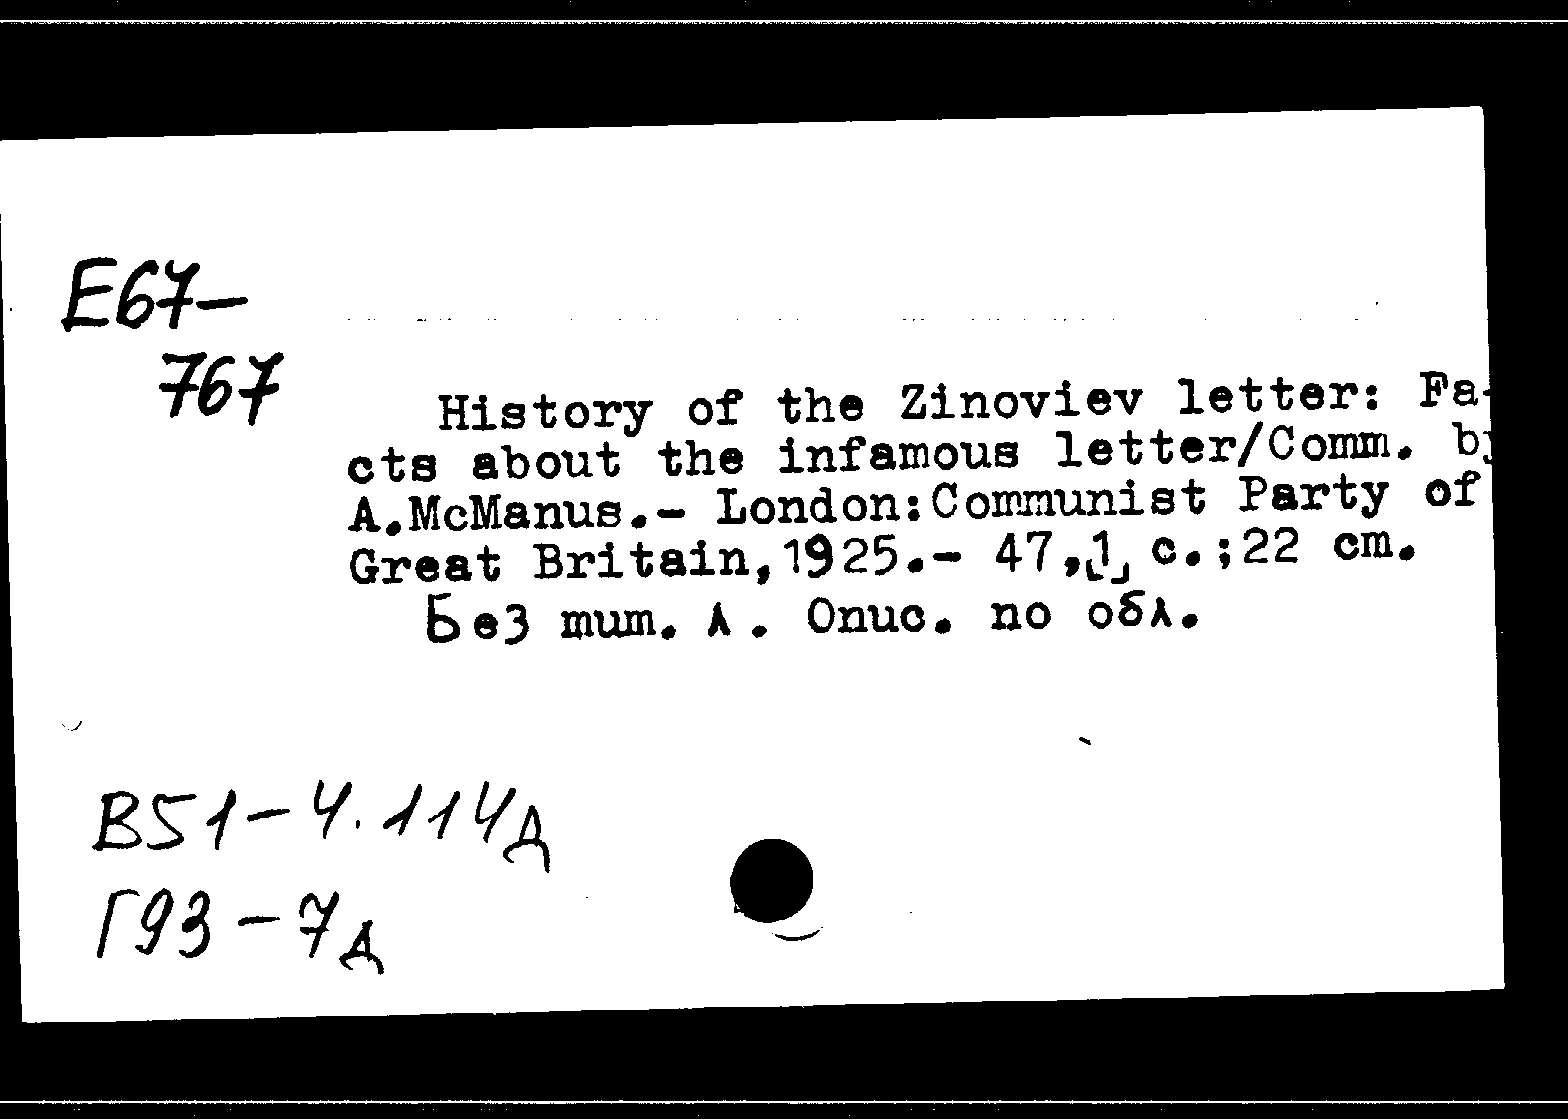 E67-
767
History of the Zinoviev letter: Fa-
cts about the infamous letter/Comm. by
A.McManus.- London:Communist Party of
Great Britain,1925.- 47,[1] c.;22 cm.
Без тит. л. Опис. по обл.
B51-4.114д
Г93-7д